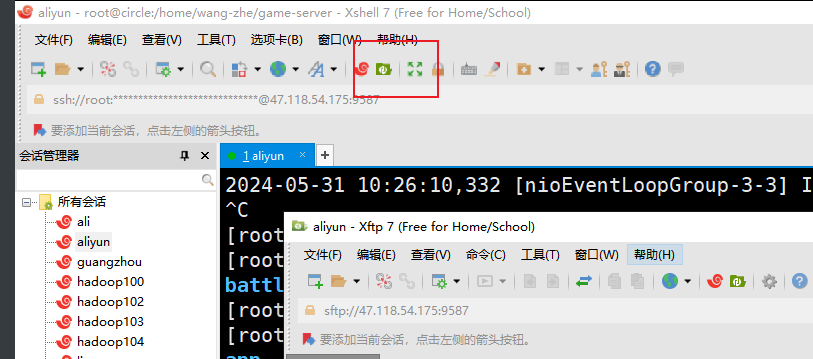 aliyun - root@circle:/home/wang-zhe/game-server - Xshell 7 (Free for Home/School)
文件(F) 编辑(E) 查看(V) 工具(T) 选项卡(B) 窗口(W) 帮助(H)
ssh://root:*****************************@47.118.54.175:9587
要添加当前会话，点击左侧的箭头按钮。
会话管理器
1 aliyun
所有会话
ali
aliyun
guangzhou
hadoop100
hadoop102
hadoop103
hadoop104
2024-05-31 10:26:10,332 [nioEventLoopGroup-3-3] I
^C
[root
[root
battl
[root
[root
aliyun - Xftp 7 (Free for Home/School)
文件(F) 编辑(E) 查看(V) 命令(C) 工具(T) 窗口(W) 帮助(H)
sftp://47.118.54.175:9587
要添加当前会话，点击左侧的箭头按钮。